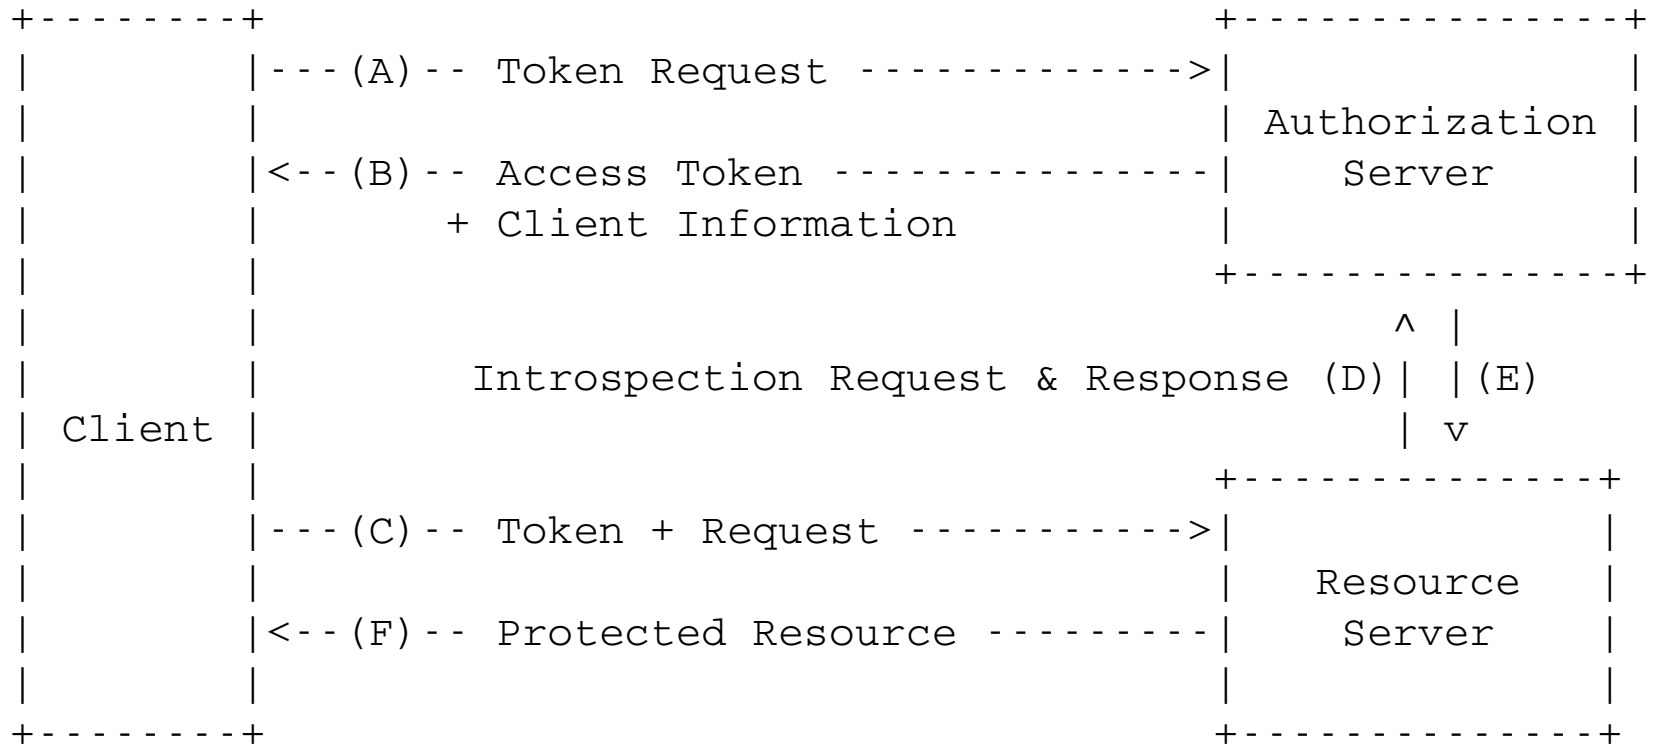 +--------+                               +---------------+
|        |---(A)-- Token Request ------------->|               |
|        |                               | Authorization |
|        |<--(B)-- Access Token ---------------|    Server     |
|        |       + Client Information          |               |
|        |                               +---------------+
|        |                                      ^ |
|        |        Introspection Request & Response (D)| |(E)
| Client |                                      | v
|        |                               +--------------+
|        |---(C)-- Token + Request ----------->|              |
|        |                               |   Resource   |
|        |<--(F)-- Protected Resource ---------|    Server    |
|        |                               |              |
+--------+                               +--------------+